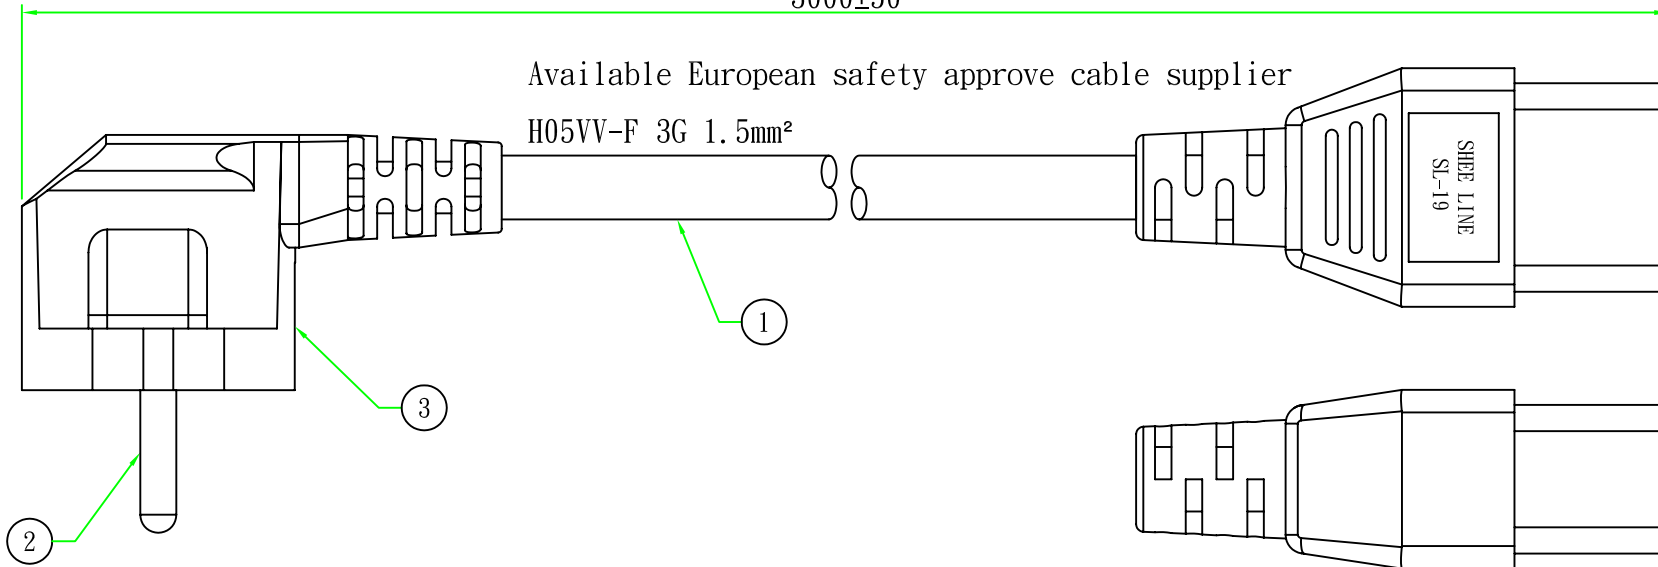 Available European safety approve cable supplier
H05VV-F 3G 1.5mm²
SHEE LINE
SL-19
1
3
2